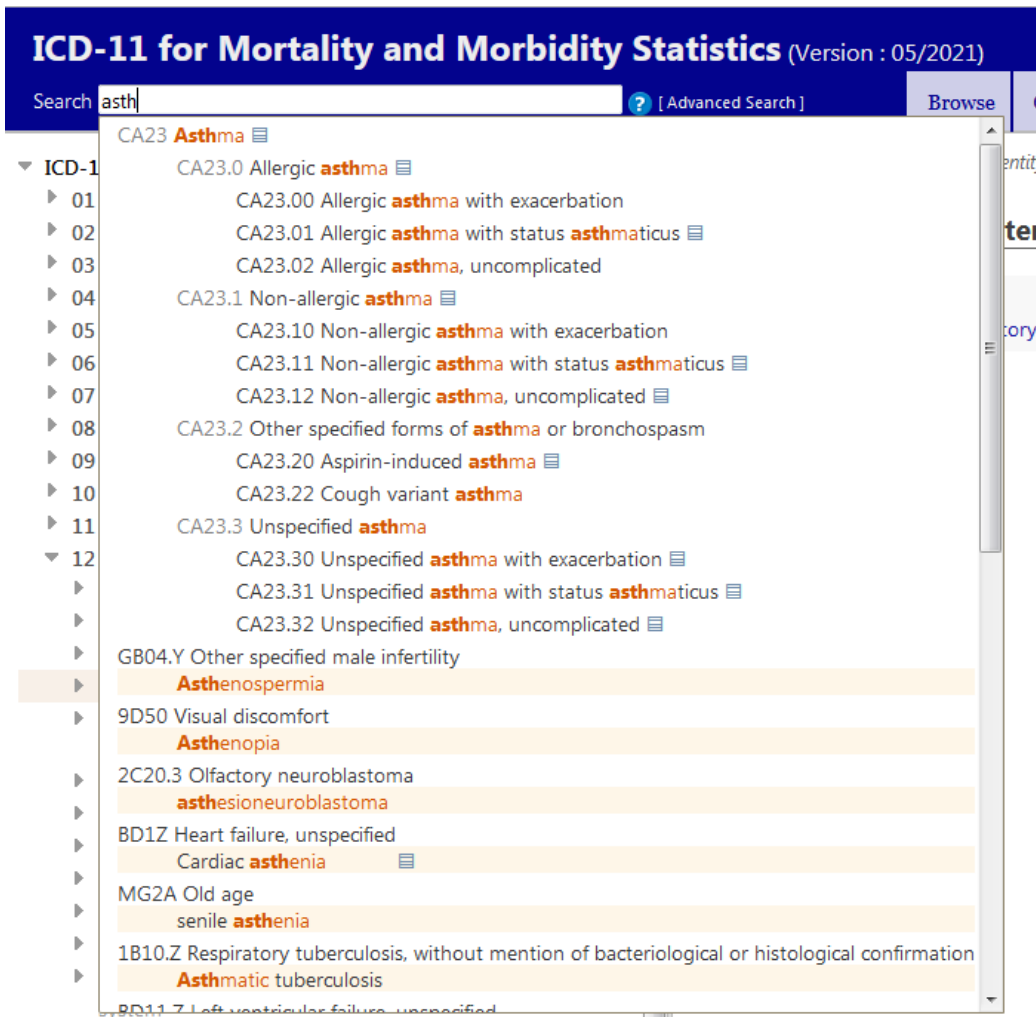 ICD-11 for Mortality and Morbidity Statistics (Version : 05/2021)
Search asth ? [ Advanced Search ] Browse
CA23 Asthma
ICD-1 CA23.0 Allergic asthma
01 CA23.00 Allergic asthma with exacerbation
02 CA23.01 Allergic asthma with status asthmaticus
03 CA23.02 Allergic asthma, uncomplicated
04 CA23.1 Non-allergic asthma
05 CA23.10 Non-allergic asthma with exacerbation
06 CA23.11 Non-allergic asthma with status asthmaticus
07 CA23.12 Non-allergic asthma, uncomplicated
08 CA23.2 Other specified forms of asthma or bronchospasm
09 CA23.20 Aspirin-induced asthma
10 CA23.22 Cough variant asthma
11 CA23.3 Unspecified asthma
12 CA23.30 Unspecified asthma with exacerbation
CA23.31 Unspecified asthma with status asthmaticus
CA23.32 Unspecified asthma, uncomplicated
GB04.Y Other specified male infertility
Asthenospermia
9D50 Visual discomfort
Asthenopia
2C20.3 Olfactory neuroblastoma
asthesioneuroblastoma
BD1Z Heart failure, unspecified
Cardiac asthenia
MG2A Old age
senile asthenia
1B10.Z Respiratory tuberculosis, without mention of bacteriological or histological confirmation
Asthmatic tuberculosis
BD11.Z Left ventricular failure, unspecified